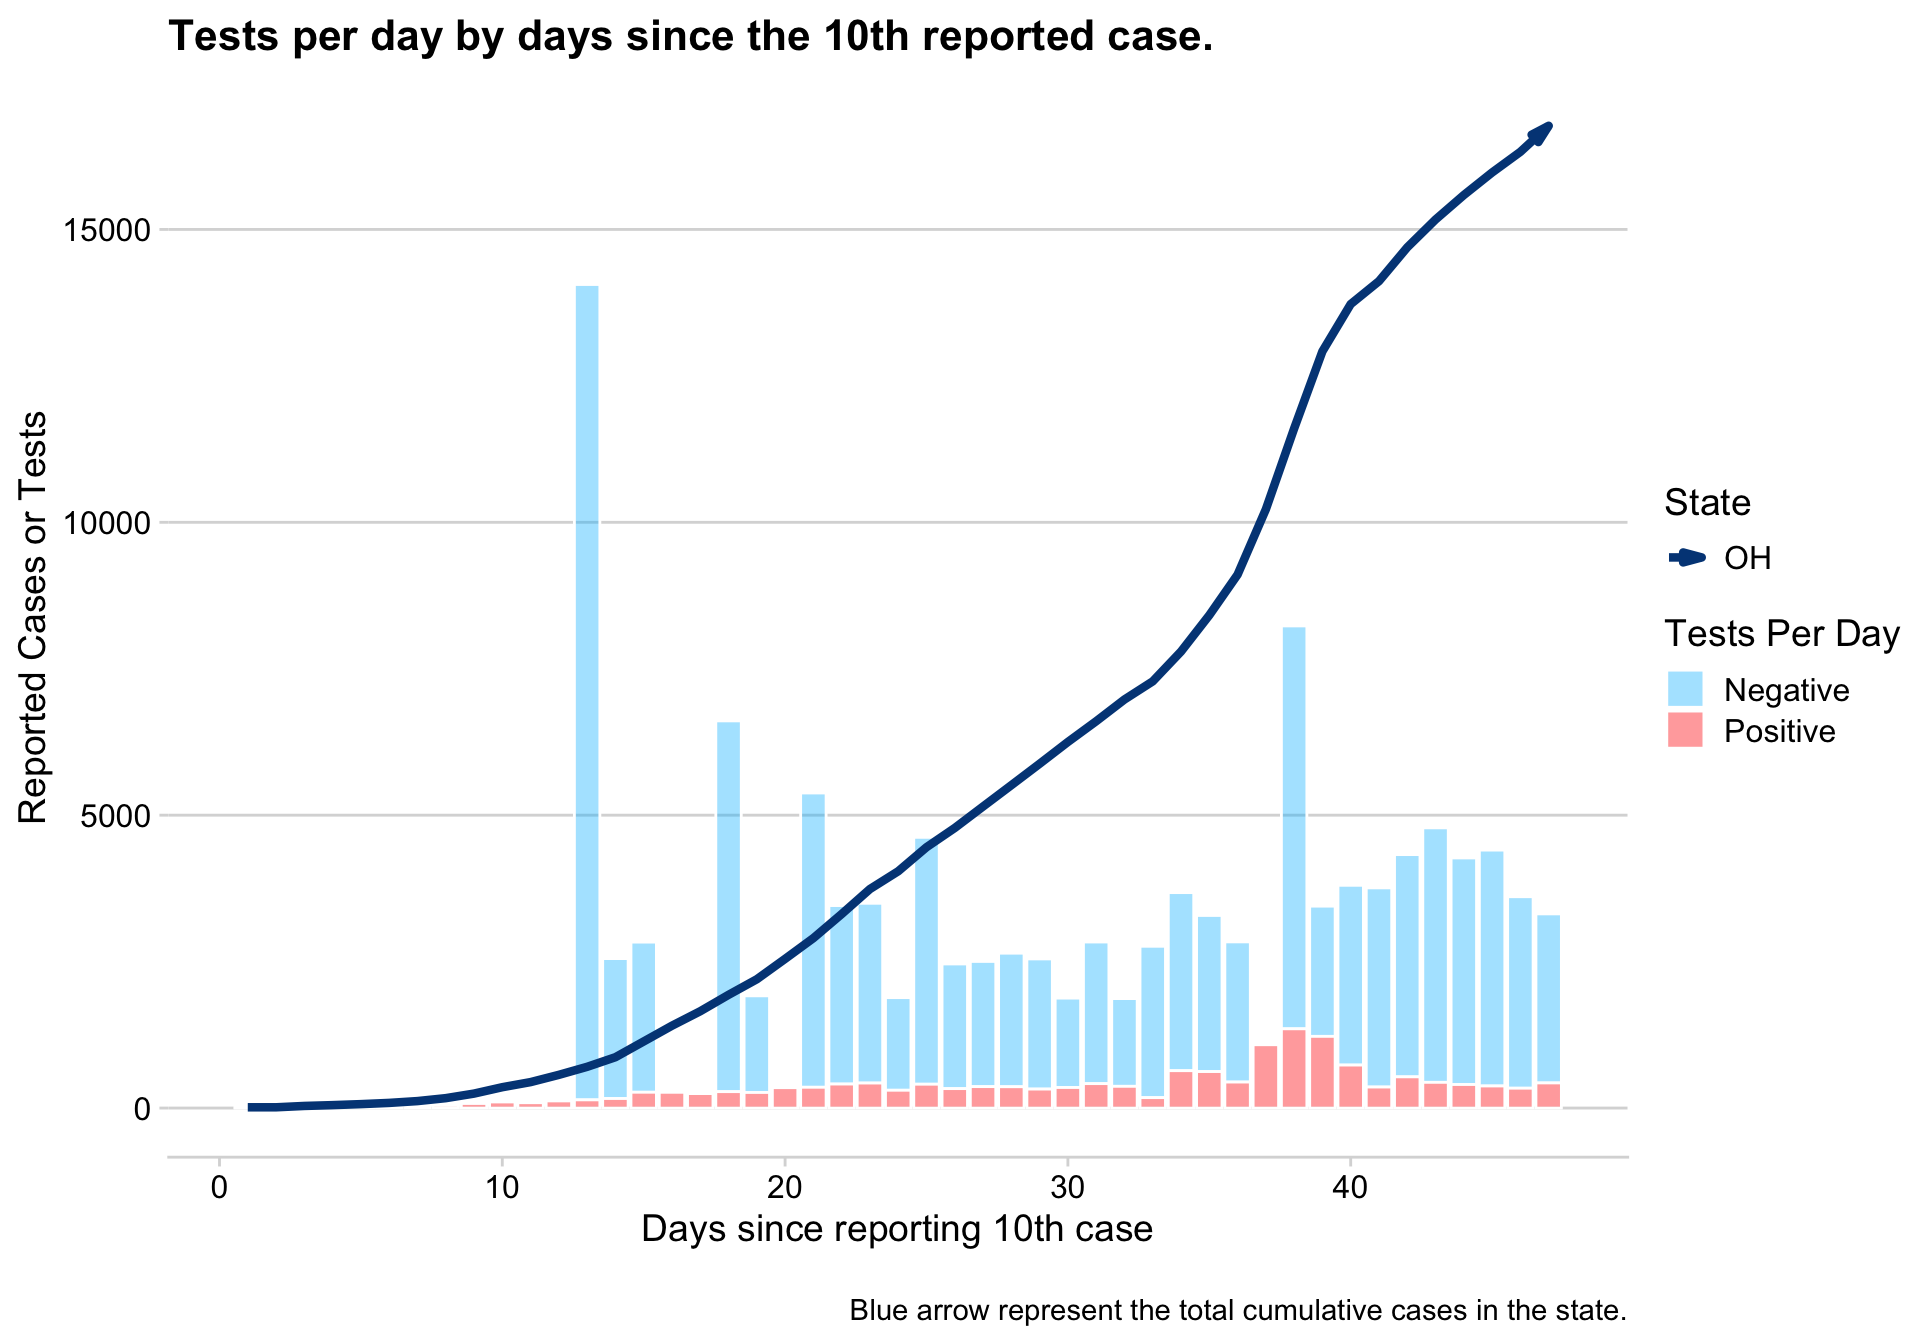 Tests per day by days since the 10th reported case.
Reported Cases or Tests
15000
10000
5000
0
0 10 20 30 40
Days since reporting 10th case
State
OH
Tests Per Day
Negative
Positive
Blue arrow represent the total cumulative cases in the state.